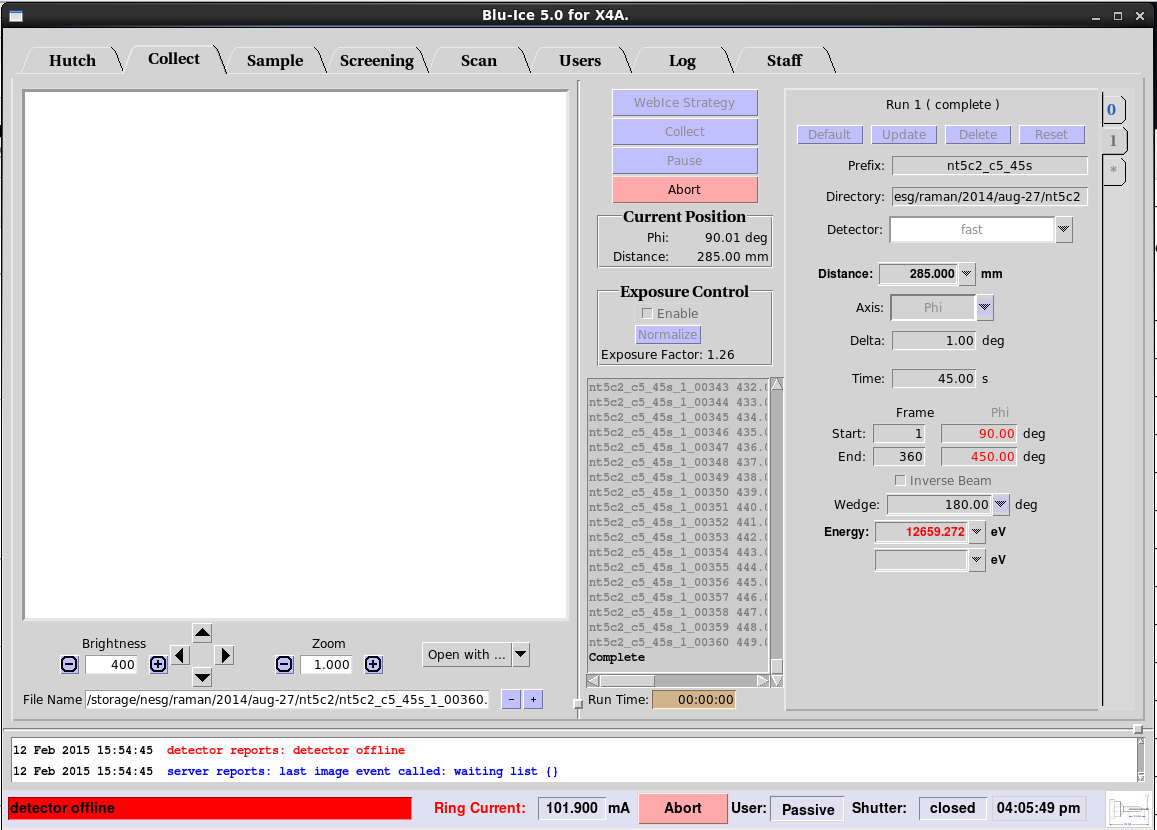 Blu-Ice 5.0 for X4A.
Hutch Collect Sample Screening Scan Users Log Staff
WebIce Strategy
Collect
Pause
Abort
Current Position
Phi: 90.01 deg
Distance: 285.00 mm
Exposure Control
Enable
Normalize
Exposure Factor: 1.26
nt5c2_c5_45s_1_00343 432.
nt5c2_c5_45s_1_00344 433.
nt5c2_c5_45s_1_00345 434.
nt5c2_c5_45s_1_00346 435.
nt5c2_c5_45s_1_00347 436.
nt5c2_c5_45s_1_00348 437.
nt5c2_c5_45s_1_00349 438.
nt5c2_c5_45s_1_00350 439.
nt5c2_c5_45s_1_00351 440.
nt5c2_c5_45s_1_00352 441.
nt5c2_c5_45s_1_00353 442.
nt5c2_c5_45s_1_00354 443.
nt5c2_c5_45s_1_00355 444.
nt5c2_c5_45s_1_00356 445.
nt5c2_c5_45s_1_00357 446.
nt5c2_c5_45s_1_00358 447.
nt5c2_c5_45s_1_00359 448.
nt5c2_c5_45s_1_00360 449.
Complete
Run Time: 00:00:00
Run 1 ( complete )
Default Update Delete Reset
Prefix: nt5c2_c5_45s
Directory: esg/raman/2014/aug-27/nt5c2
Detector: fast
Distance: 285.000 mm
Axis: Phi
Delta: 1.00 deg
Time: 45.00 s
Frame Phi
Start: 1 90.00 deg
End: 360 450.00 deg
Inverse Beam
Wedge: 180.00 deg
Energy: 12659.272 eV
eV
0
1
*
Brightness
400
Zoom
1.000
Open with ...
File Name /storage/nesg/raman/2014/aug-27/nt5c2/nt5c2_c5_45s_1_00360. - +
12 Feb 2015 15:54:45 detector reports: detector offline
12 Feb 2015 15:54:45 server reports: last image event called: waiting list {}
detector offline Ring Current: 101.900 mA Abort User: Passive Shutter: closed 04:05:49 pm